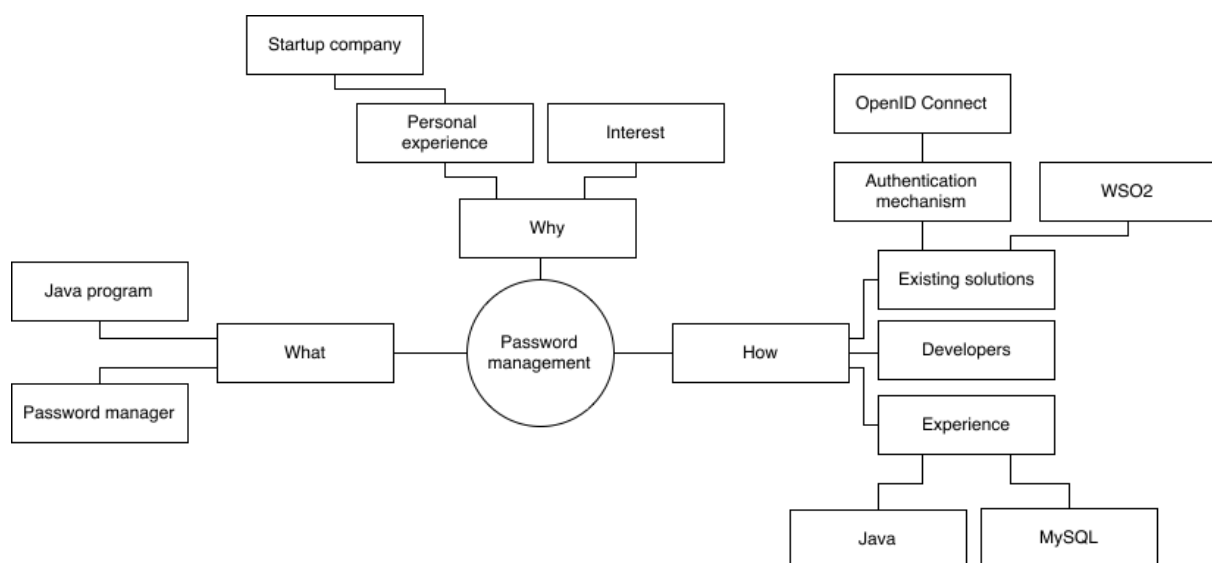 Startup company
OpenID Connect
Personal
experience
Interest
Authentication
mechanism
WSO2
Why
Java program
Existing solutions
What
Password
management
How
Developers
Password manager
Experience
Java
MySQL